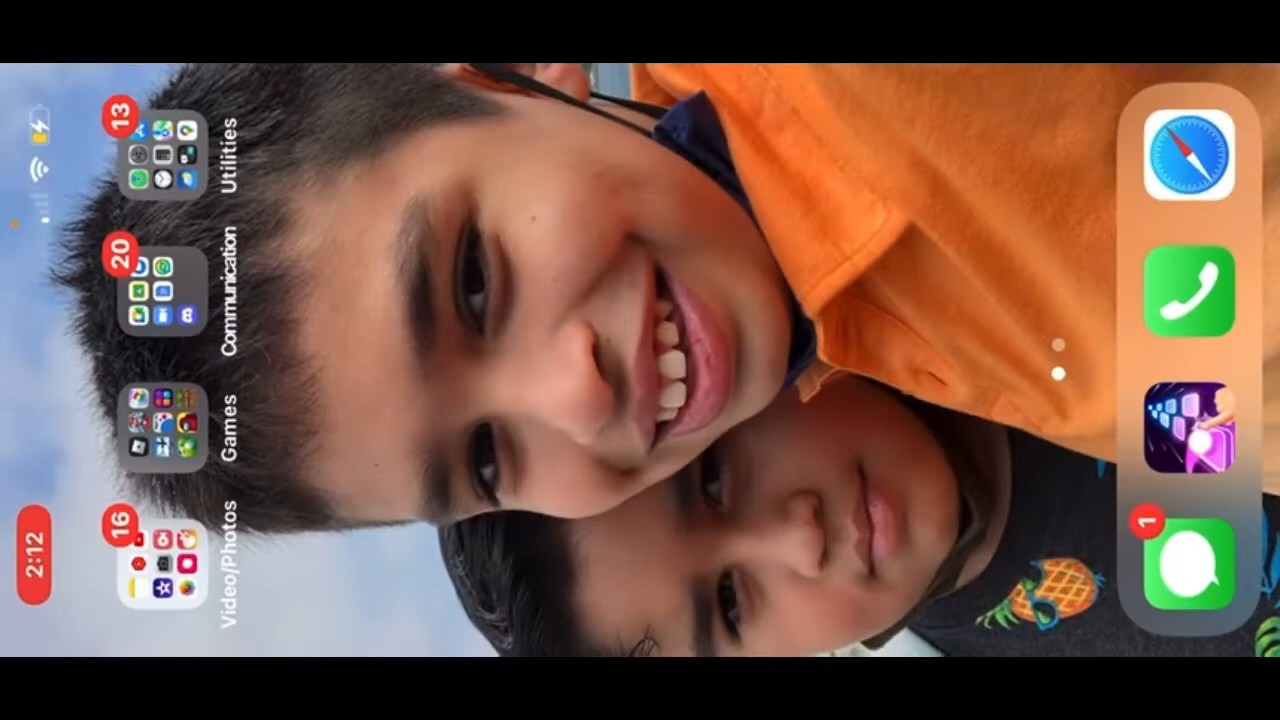 2:12
16
20
13
Video/Photos
Games
Communication
Utilities
1